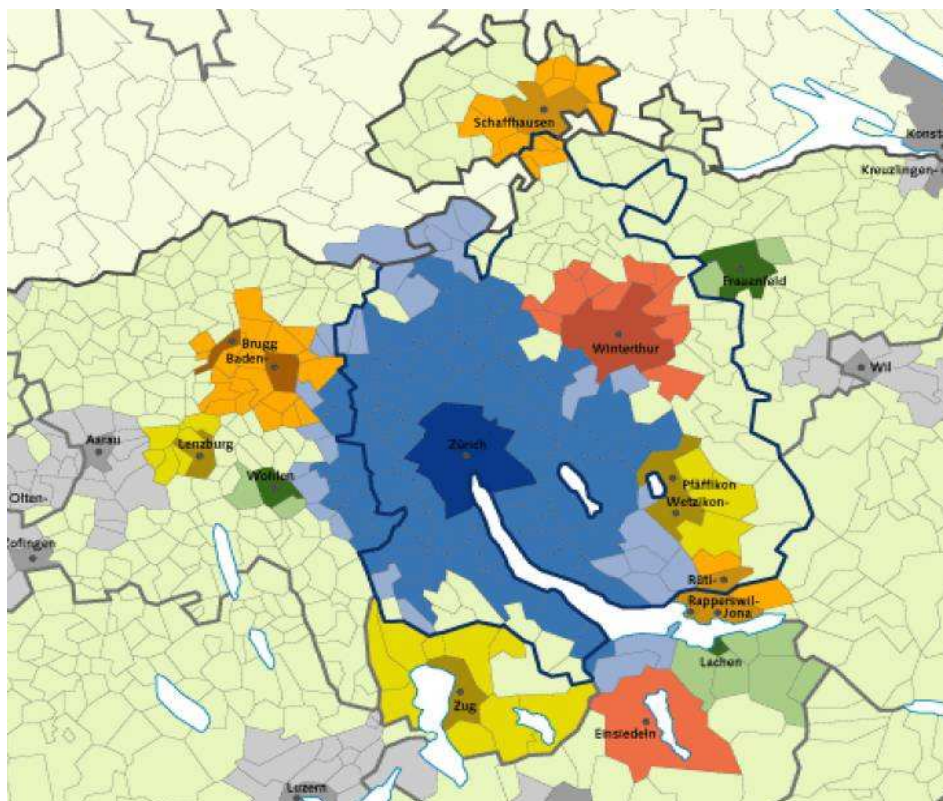 Schaffhausen
Konst
Kreuzlingen-
Frauenfeld
Brugg
Baden-
Winterthur
Wil
Aarau
Lenzburg
Zürich
Olten-
Wohlen
Pfäffikon
Wetzikon-
Zofingen
Rüti-
Rapperswil-
Jona
Lachen
Zug
Einsiedeln
Luzern